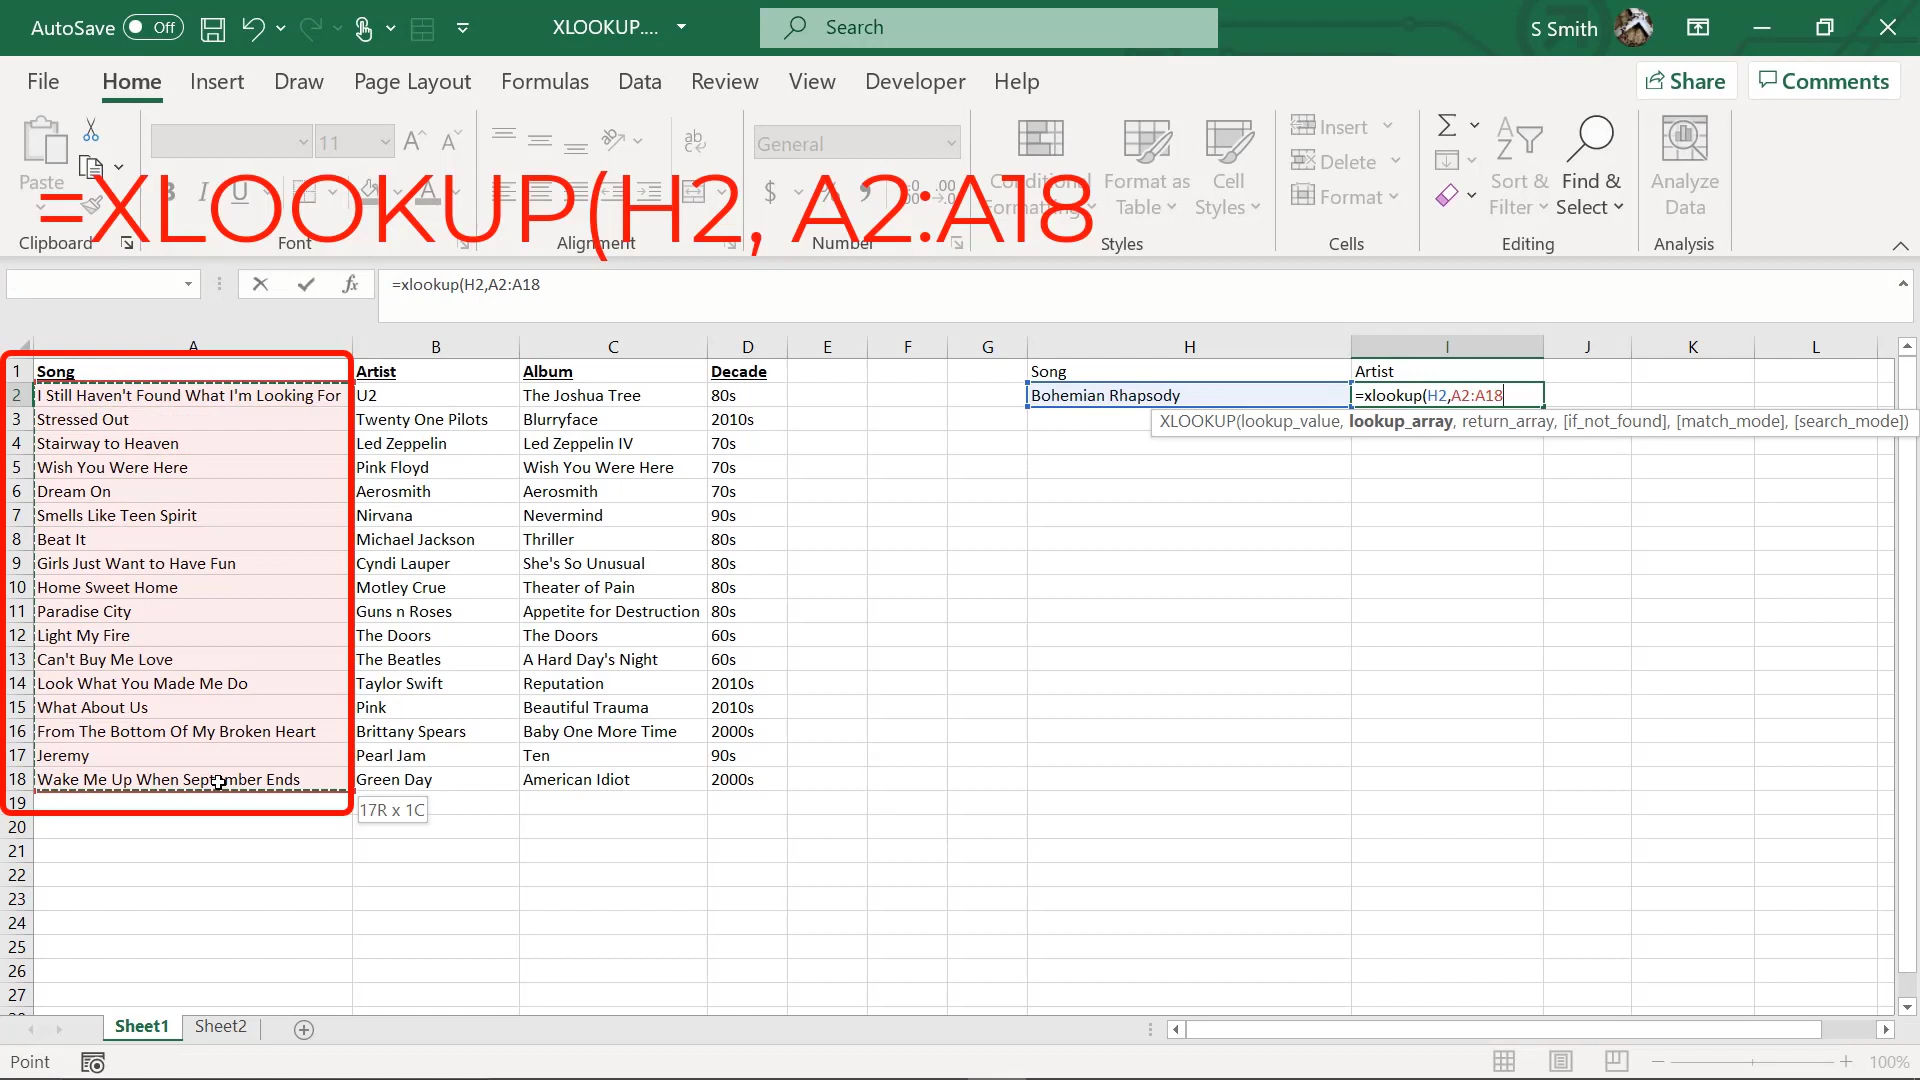 AutoSave Off XLOOKUP.... Search S Smith
File Home Insert Draw Page Layout Formulas Data Review View Developer Help Share Comments
Paste
Clipboard
11
Font
Alignment
General
Number
Conditional Formatting
Format as Table
Cell Styles
Styles
Insert
Delete
Format
Cells
Sort & Filter
Find & Select
Editing
Analyze Data
Analysis
=XLOOKUP(H2, A2:A18
=xlookup(H2,A2:A18
A B C D E F G H I J K L
1 Song Artist Album Decade Song Artist
2 I Still Haven't Found What I'm Looking For U2 The Joshua Tree 80s Bohemian Rhapsody =xlookup(H2,A2:A18
XLOOKUP(lookup_value, lookup_array, return_array, [if_not_found], [match_mode], [search_mode])
3 Stressed Out Twenty One Pilots Blurryface 2010s
4 Stairway to Heaven Led Zeppelin Led Zeppelin IV 70s
5 Wish You Were Here Pink Floyd Wish You Were Here 70s
6 Dream On Aerosmith Aerosmith 70s
7 Smells Like Teen Spirit Nirvana Nevermind 90s
8 Beat It Michael Jackson Thriller 80s
9 Girls Just Want to Have Fun Cyndi Lauper She's So Unusual 80s
10 Home Sweet Home Motley Crue Theater of Pain 80s
11 Paradise City Guns n Roses Appetite for Destruction 80s
12 Light My Fire The Doors The Doors 60s
13 Can't Buy Me Love The Beatles A Hard Day's Night 60s
14 Look What You Made Me Do Taylor Swift Reputation 2010s
15 What About Us Pink Beautiful Trauma 2010s
16 From The Bottom Of My Broken Heart Brittany Spears Baby One More Time 2000s
17 Jeremy Pearl Jam Ten 90s
18 Wake Me Up When September Ends Green Day American Idiot 2000s
19
17R x 1C
20
21
22
23
24
25
26
27
Sheet1 Sheet2
Point 100%